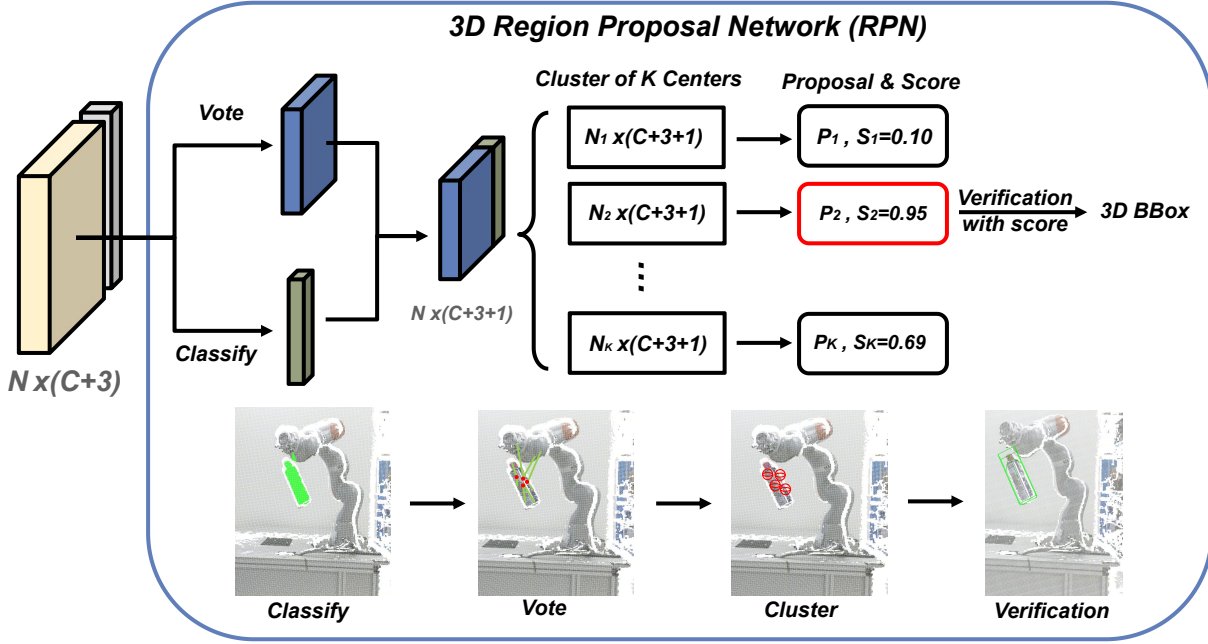 3D Region Proposal Network (RPN)
Cluster of K Centers
Proposal & Score
Vote
N₁ x(C+3+1)
P₁ , S₁=0.10
N₂ x(C+3+1)
P₂ , S₂=0.95
Verification
with score
3D BBox
⋮
N x(C+3+1)
Classify
Nₖ x(C+3+1)
Pₖ , Sₖ=0.69
N x(C+3)
Classify
Vote
Cluster
Verification